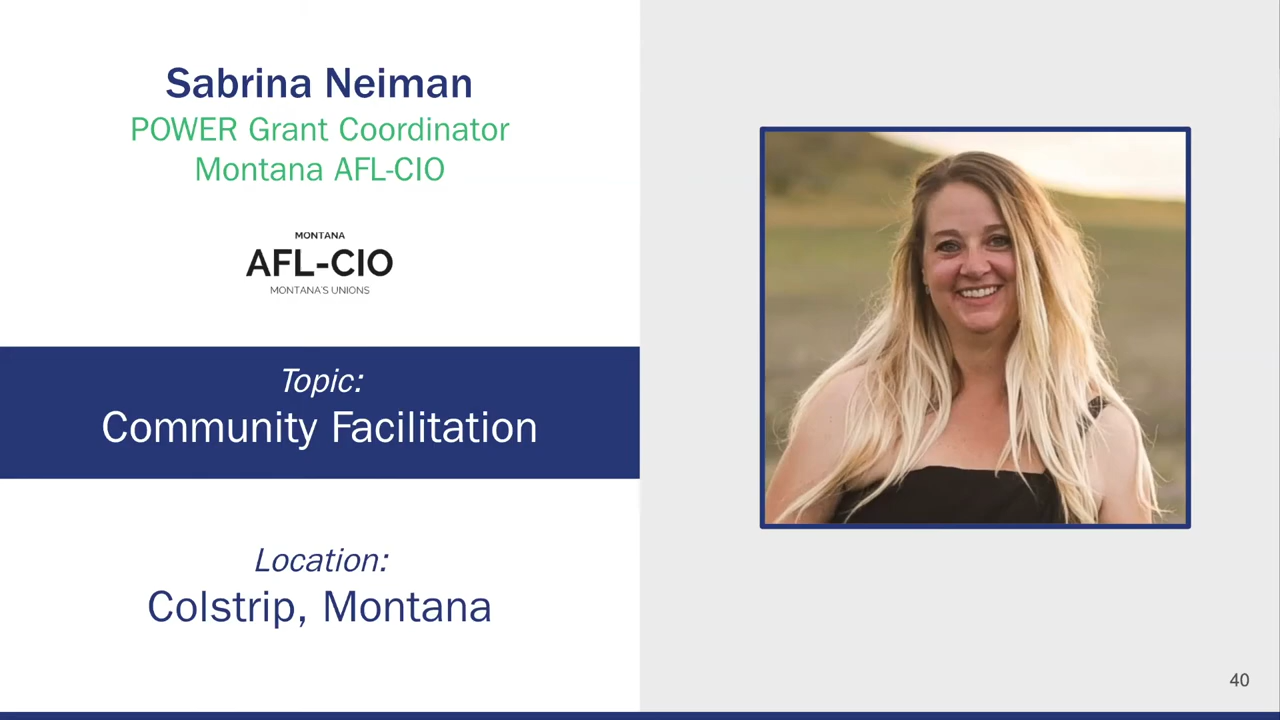 Sabrina Neiman
POWER Grant Coordinator
Montana AFL-CIO
MONTANA
AFL-CIO
MONTANA'S UNIONS
Topic:
Community Facilitation
Location:
Colstrip, Montana
40